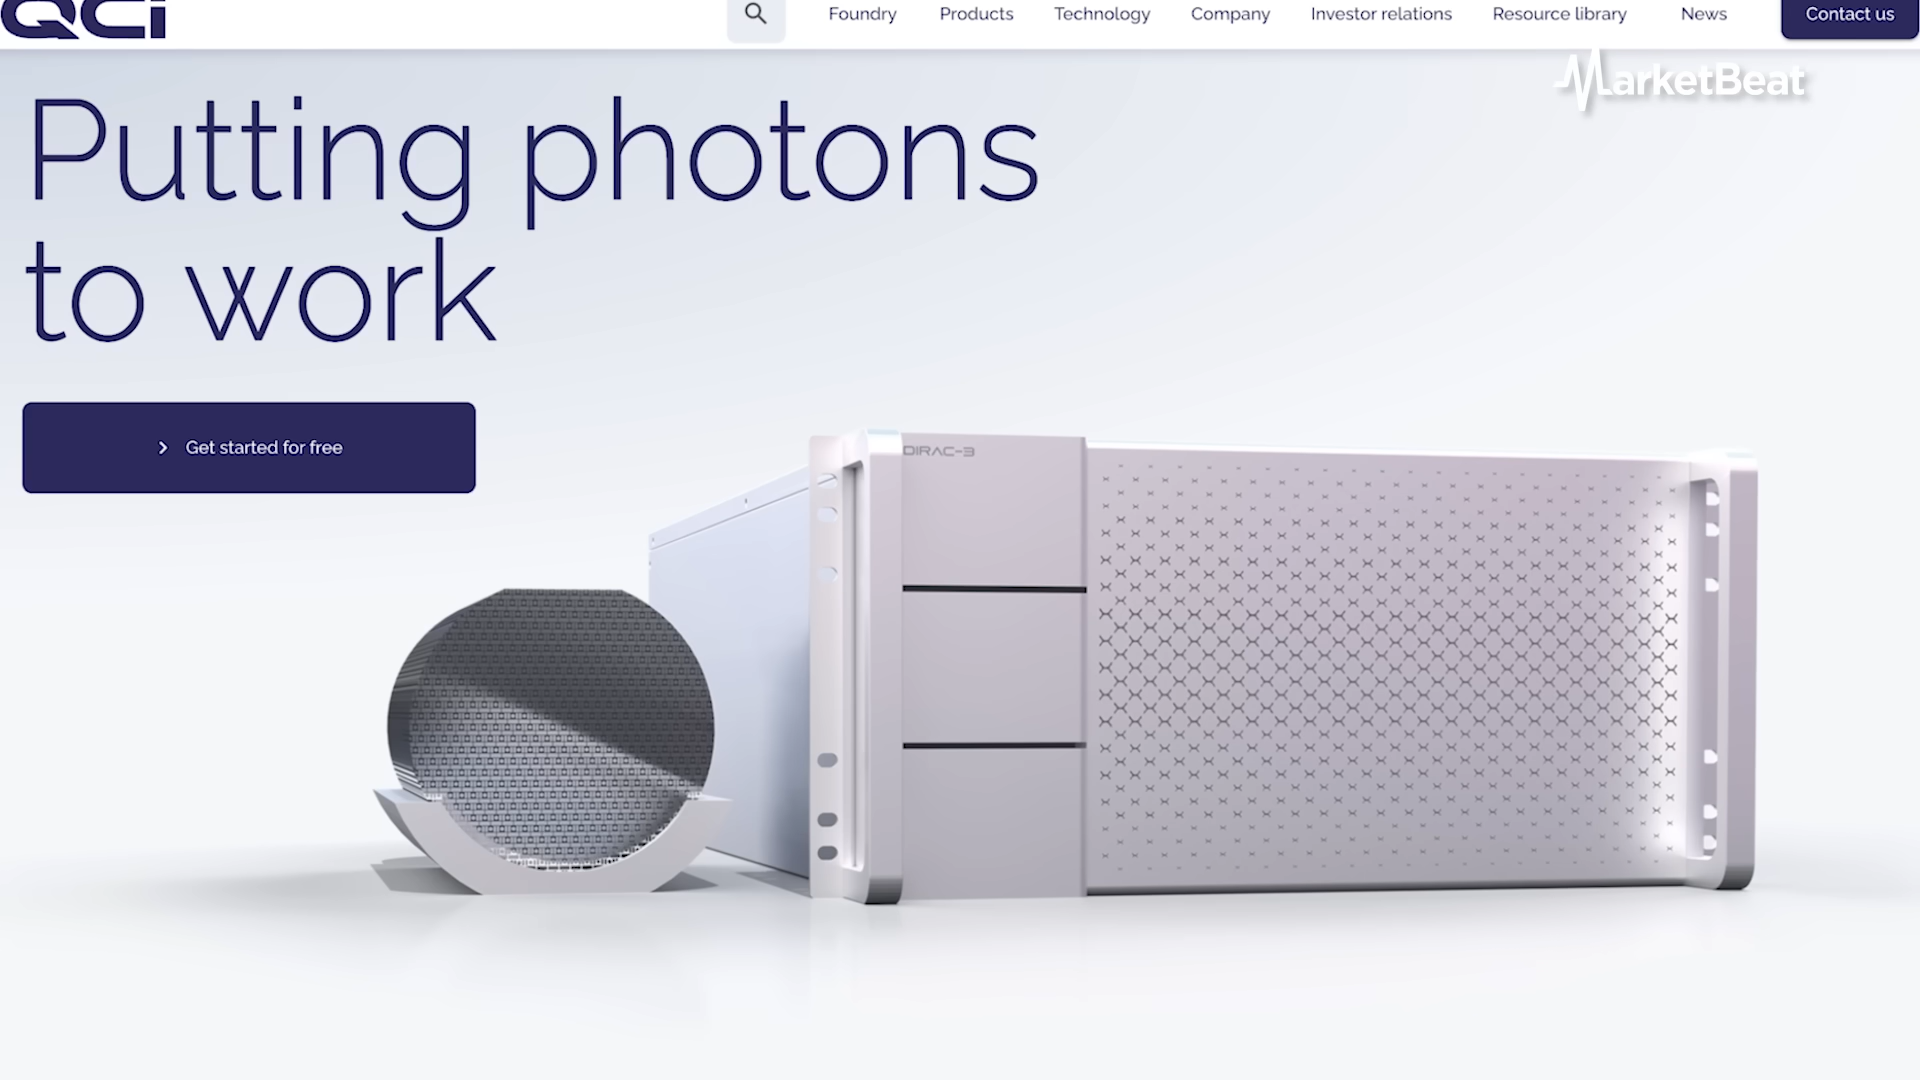 QCi
Foundry
Products
Technology
Company
Investor relations
Resource library
News
Contact us
MarketBeat
Putting photons
to work
Get started for free
DIRAC-3